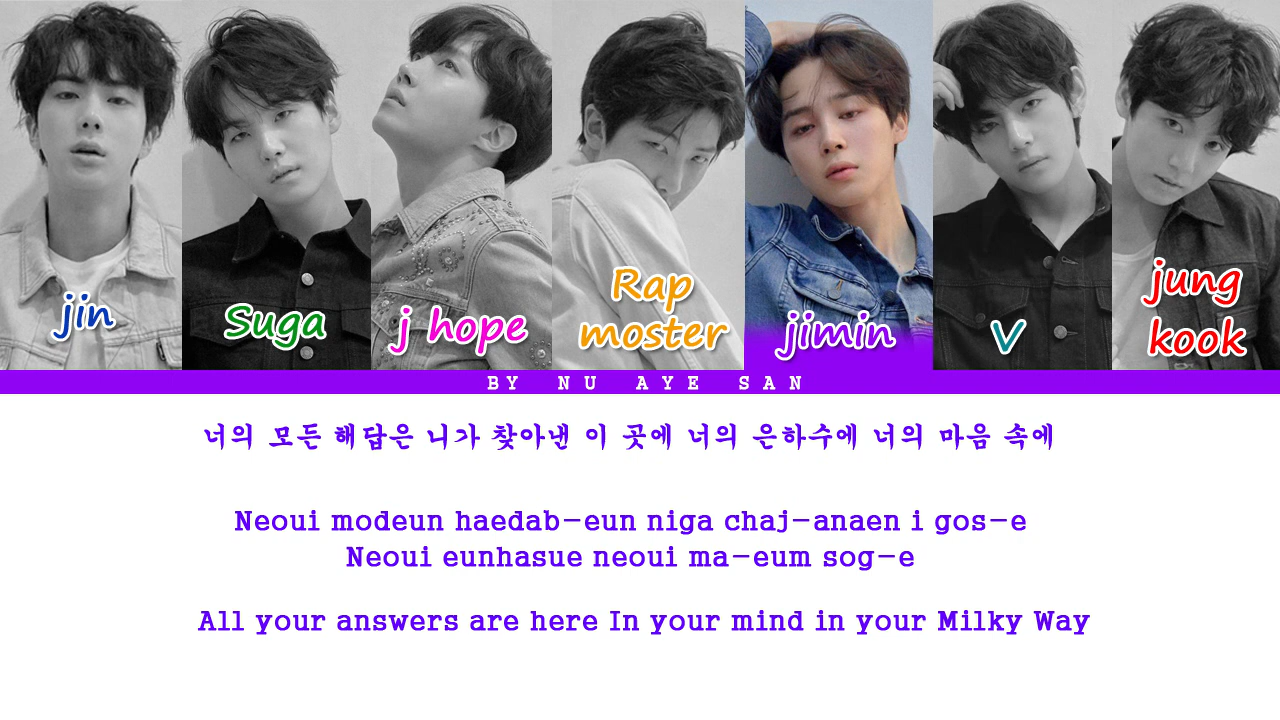 jin
Suga
j hope
Rap
moster
jimin
V
jung
kook
BY NU AYE SAN
너의 모든 해답은 니가 찾아낸 이 곳에 너의 은하수에 너의 마음 속에
Neoui modeun haedab-eun niga chaj-anaen i gos-e
Neoui eunhasue neoui ma-eum sog-e
All your answers are here In your mind in your Milky Way